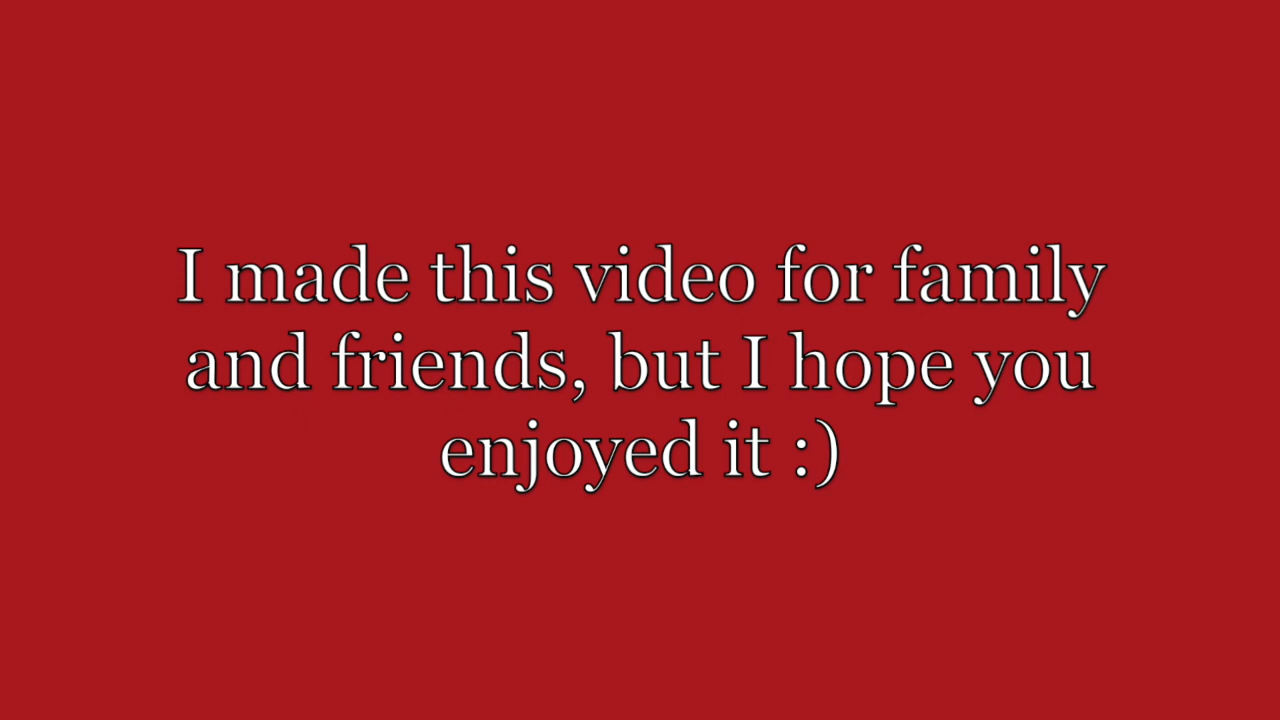 I made this video for family
and friends, but I hope you
enjoyed it :)